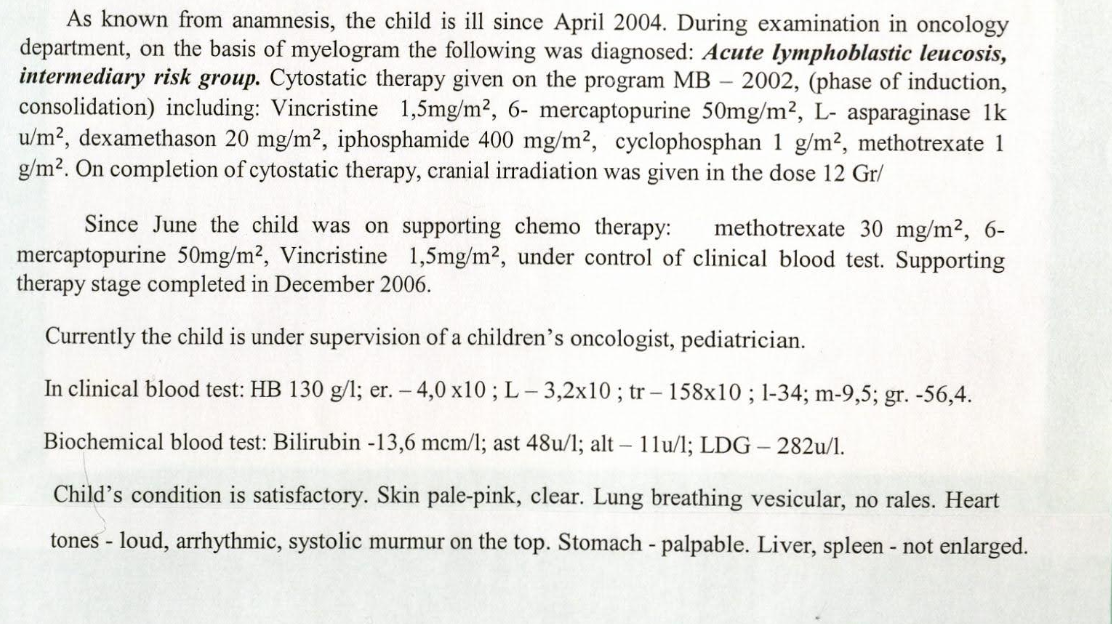 As known from anamnesis, the child is ill since April 2004. During examination in oncology
department, on the basis of myelogram the following was diagnosed: Acute lymphoblastic leucosis,
intermediary risk group. Cytostatic therapy given on the program MB – 2002, (phase of induction,
consolidation) including: Vincristine 1,5mg/m², 6- mercaptopurine 50mg/m², L- asparaginase 1k
u/m², dexamethason 20 mg/m², iphosphamide 400 mg/m², cyclophosphan 1 g/m², methotrexate 1
g/m². On completion of cytostatic therapy, cranial irradiation was given in the dose 12 Gr/
Since June the child was on supporting chemo therapy: methotrexate 30 mg/m², 6-
mercaptopurine 50mg/m², Vincristine 1,5mg/m², under control of clinical blood test. Supporting
therapy stage completed in December 2006.
Currently the child is under supervision of a children's oncologist, pediatrician.
In clinical blood test: HB 130 g/l; er. – 4,0 x10 ; L – 3,2x10 ; tr – 158x10 ; l-34; m-9,5; gr. -56,4.
Biochemical blood test: Bilirubin -13,6 mcm/l; ast 48u/l; alt – 11u/l; LDG – 282u/l.
Child's condition is satisfactory. Skin pale-pink, clear. Lung breathing vesicular, no rales. Heart
tones - loud, arrhythmic, systolic murmur on the top. Stomach - palpable. Liver, spleen - not enlarged.